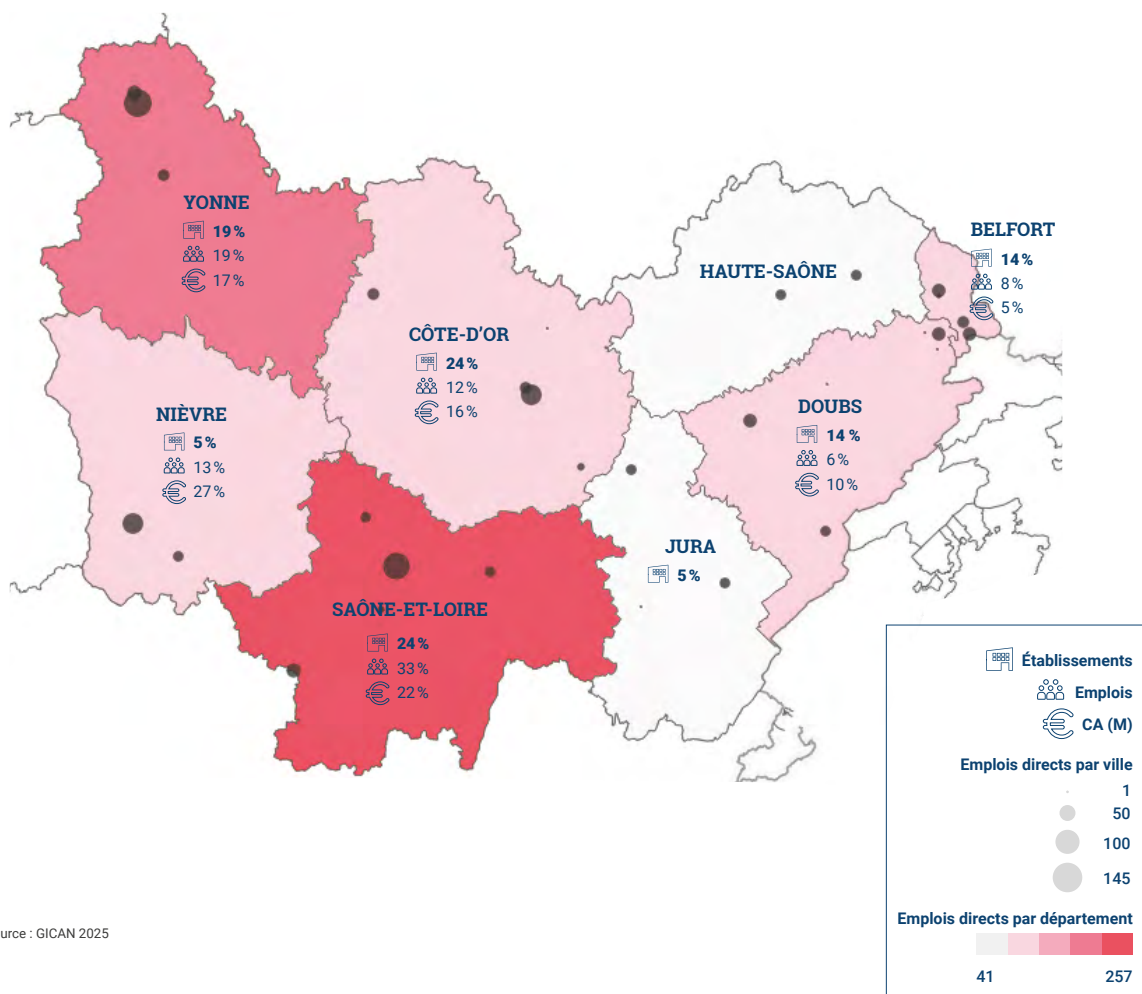 YONNE
19%
19%
17%
BELFORT
14%
8%
5%
HAUTE-SAÔNE
CÔTE-D'OR
24%
12%
16%
NIÈVRE
5%
13%
27%
DOUBS
14%
6%
10%
JURA
5%
SAÔNE-ET-LOIRE
24%
33%
22%
Établissements
Emplois
CA (M)
Emplois directs par ville
1
50
100
145
Emplois directs par département
41 257
urce : GICAN 2025